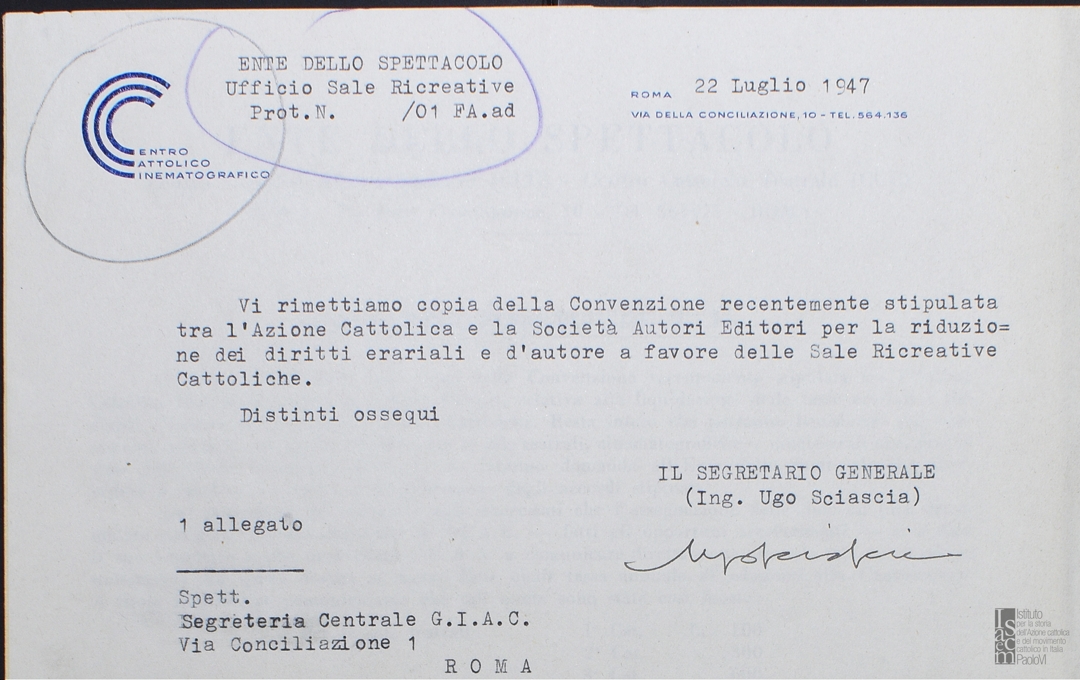 ENTE DELLO SPETTACOLO
Ufficio Sale Ricreative
Prot.N. /01 FA.ad
CENTRO
CATTOLICO
CINEMATOGRAFICO
ROMA 22 Luglio 1947
VIA DELLA CONCILIAZIONE, 10 - TEL. 564.136
Vi rimettiamo copia della Convenzione recentemente stipulata
tra l'Azione Cattolica e la Società Autori Editori per la riduzio=
ne dei diritti erariali e d'autore a favore delle Sale Ricreative
Cattoliche.
Distinti ossequi
IL SEGRETARIO GENERALE
(Ing. Ugo Sciascia)
1 allegato
Spett.
Segreteria Centrale G.I.A.C.
Via Conciliazione 1
R O M A
Isacem
Istituto
per la storia
dell'Azione cattolica
e del movimento
cattolico in Italia
PaoloVI